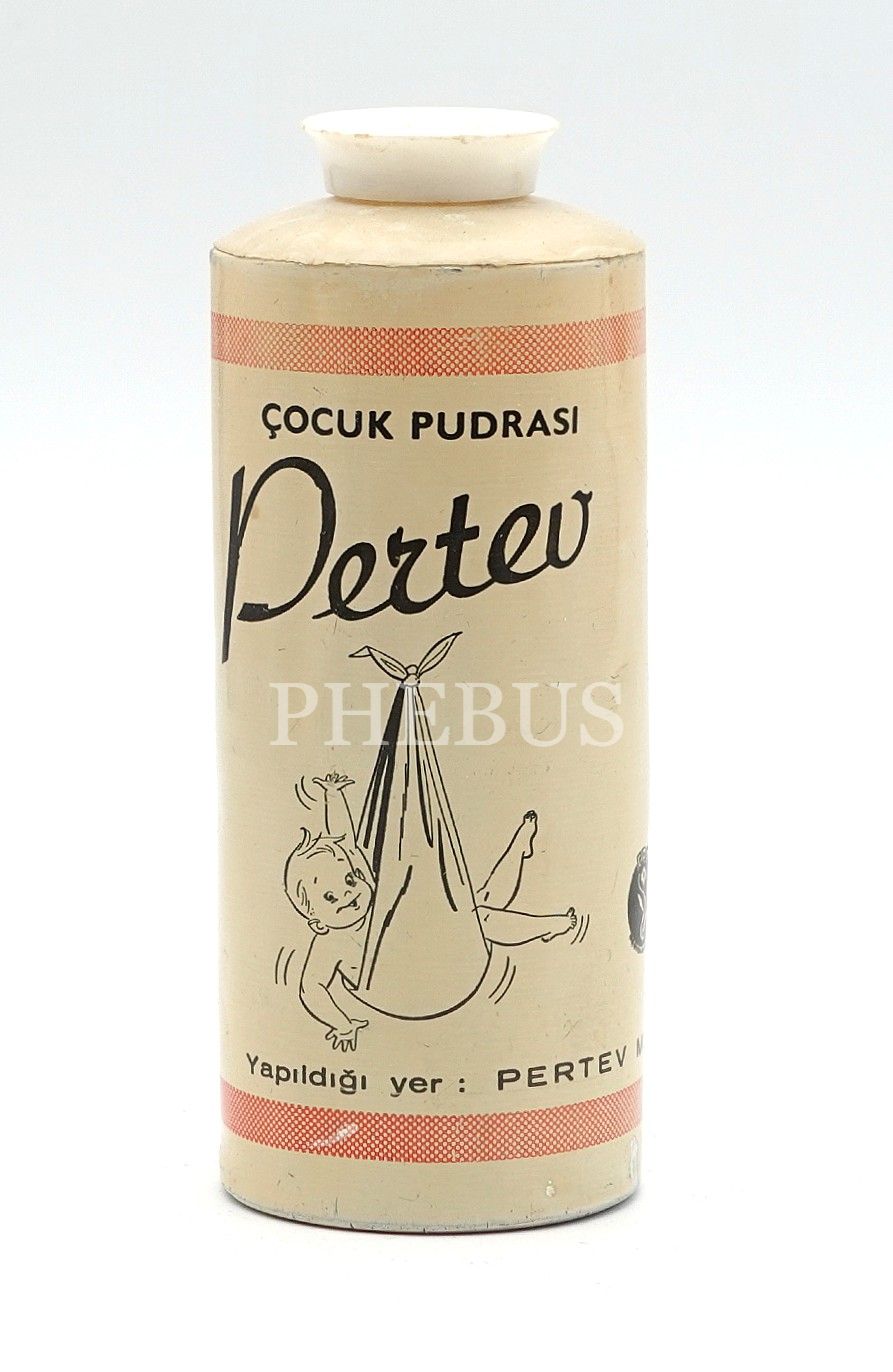 ÇOCUK PUDRASI
Pertev
PHEBUS
Yapıldığı yer : PERTEV